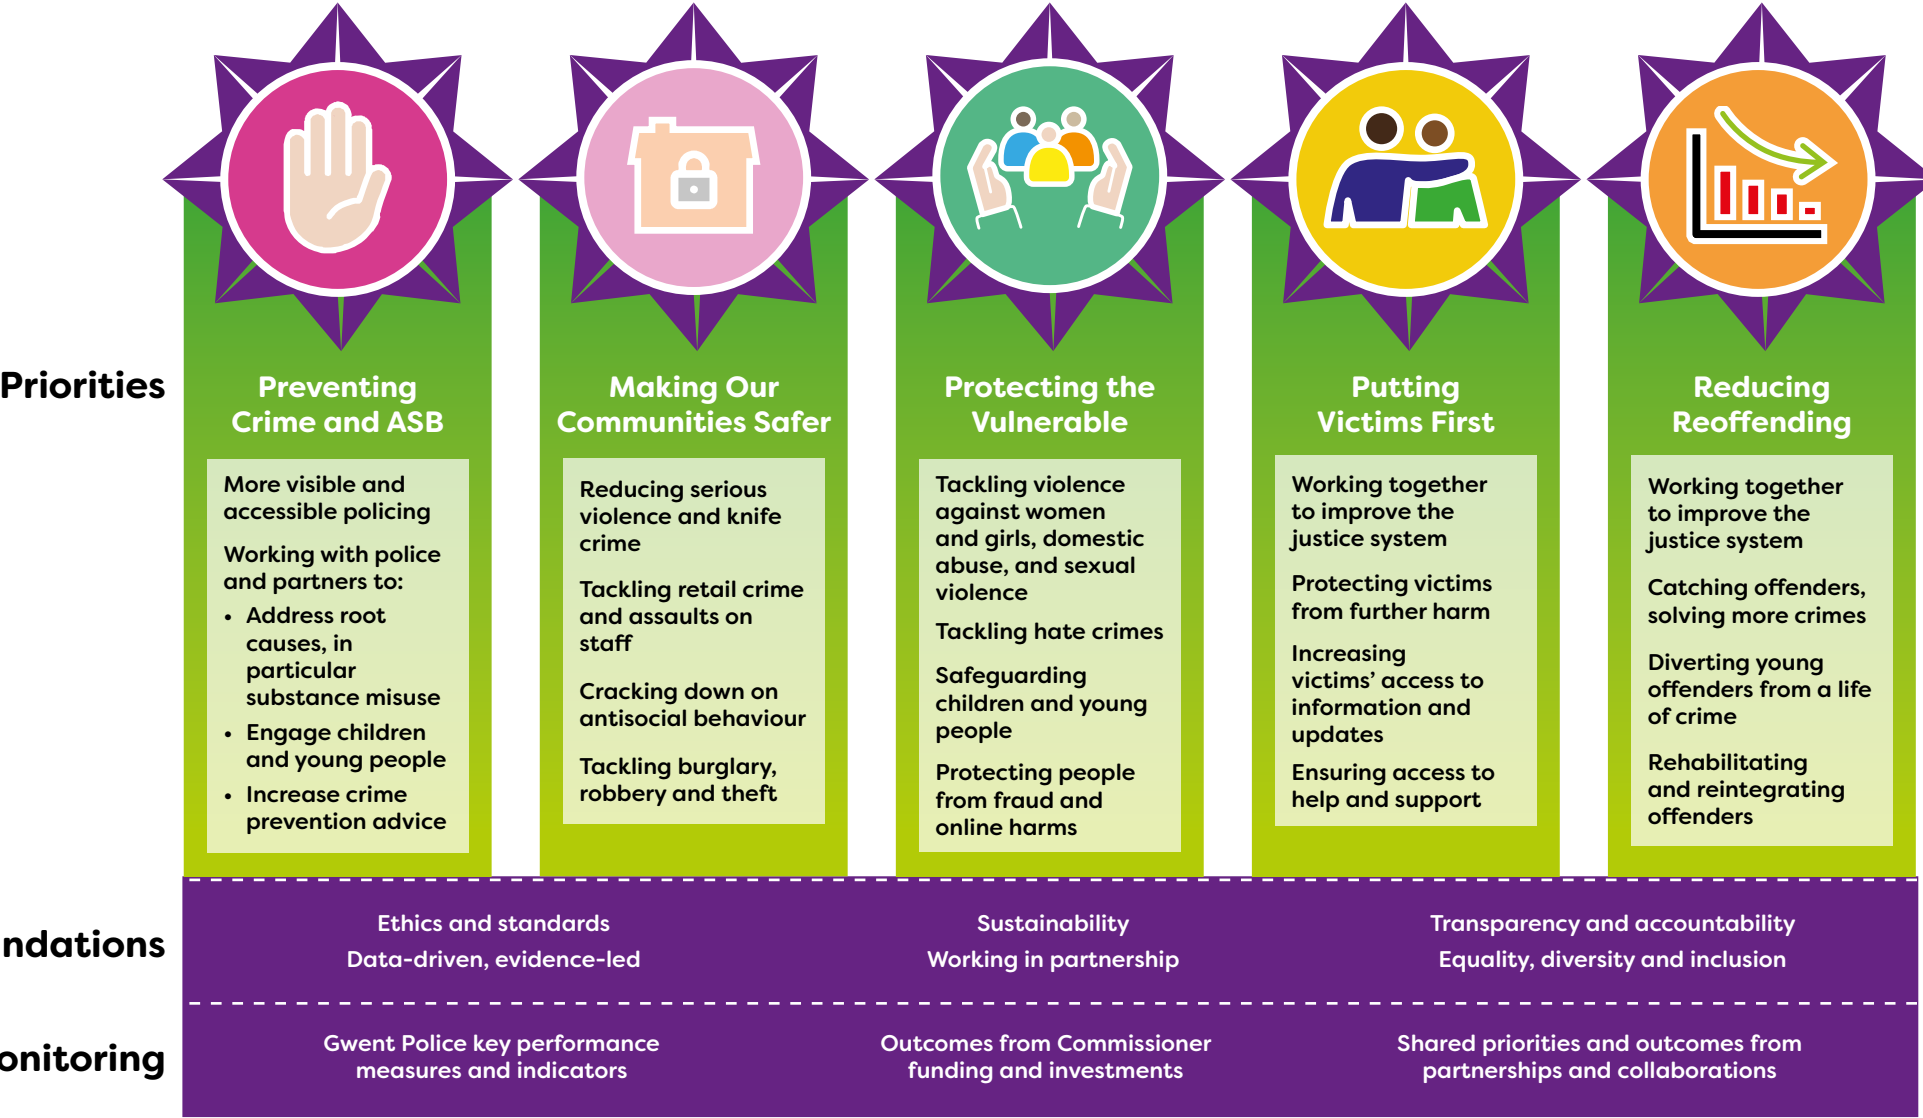 Priorities
Preventing
Crime and ASB
More visible and
accessible policing
Working with police
and partners to:
• Address root
causes, in
particular
substance misuse
• Engage children
and young people
• Increase crime
prevention advice
Making Our
Communities Safer
Reducing serious
violence and knife
crime
Tackling retail crime
and assaults on
staff
Cracking down on
antisocial behaviour
Tackling burglary,
robbery and theft
Protecting the
Vulnerable
Tackling violence
against women
and girls, domestic
abuse, and sexual
violence
Tackling hate crimes
Safeguarding
children and young
people
Protecting people
from fraud and
online harms
Putting
Victims First
Working together
to improve the
justice system
Protecting victims
from further harm
Increasing
victims’ access to
information and
updates
Ensuring access to
help and support
Reducing
Reoffending
Working together
to improve the
justice system
Catching offenders,
solving more crimes
Diverting young
offenders from a life
of crime
Rehabilitating
and reintegrating
offenders
ndations
Ethics and standards
Data-driven, evidence-led
Sustainability
Working in partnership
Transparency and accountability
Equality, diversity and inclusion
onitoring
Gwent Police key performance
measures and indicators
Outcomes from Commissioner
funding and investments
Shared priorities and outcomes from
partnerships and collaborations